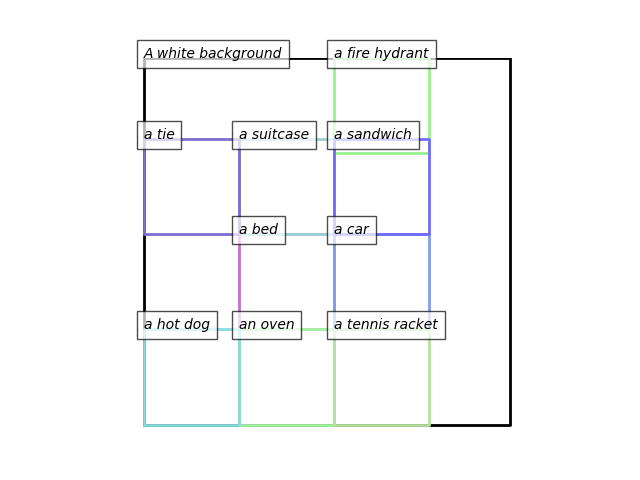 A white background
a fire hydrant
a tie
a suitcase
a sandwich
a bed
a car
a hot dog
an oven
a tennis racket